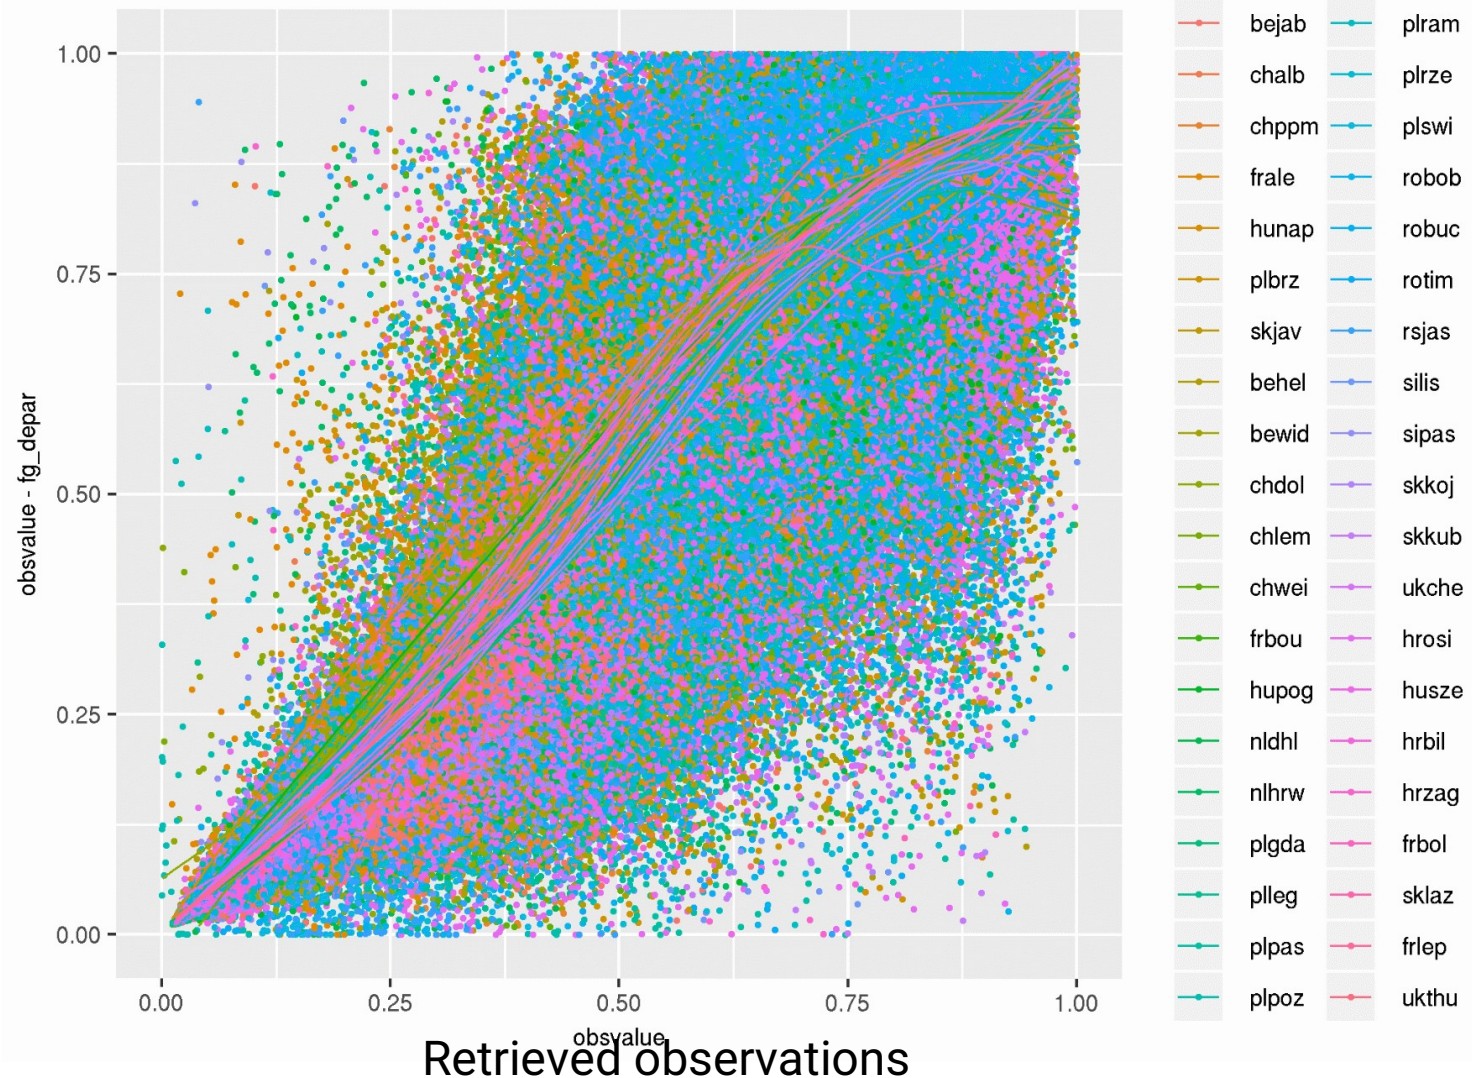 1.00
0.75
0.50
0.25
0.00
obsvalue - fg_depar
0.00 0.25 0.50 0.75 1.00
obsvalue
Retrieved observations
bejab plram
chalb plrze
chppm plswi
frale robob
hunap robuc
plbrz rotim
skjav rsjas
behel silis
bewid sipas
chdol skkoj
chlem skkub
chwei ukche
frbou hrosi
hupog husze
nldhl hrbil
nlhrw hrzag
plgda frbol
plleg sklaz
plpas frlep
plpoz ukthu